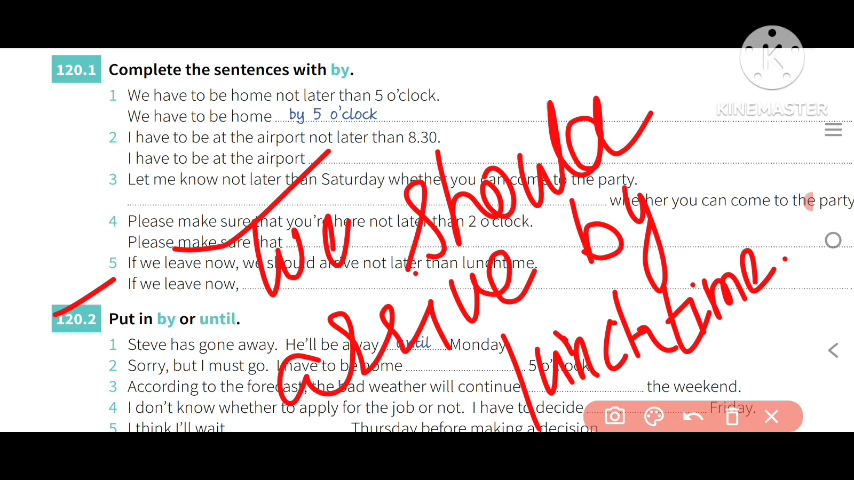 KINEMASTER
120.1 Complete the sentences with by.
1 We have to be home not later than 5 o'clock.
We have to be home by 5 o'clock
2 I have to be at the airport not later than 8.30.
I have to be at the airport
3 Let me know not later than Saturday whether you can come to the party.
whether you can come to the party
4 Please make sure that you're here not later than 2 o'clock.
Please make sure that
5 If we leave now, we should arrive not later than lunchtime.
If we leave now,
we should
arrive by
lunchtime.
120.2 Put in by or until.
1 Steve has gone away. He'll be away until Monday
2 Sorry, but I must go. I have to be home 5 o'clock
3 According to the forecast, the bad weather will continue the weekend.
4 I don't know whether to apply for the job or not. I have to decide Friday.
5 I think I'll wait Thursday before making a decision